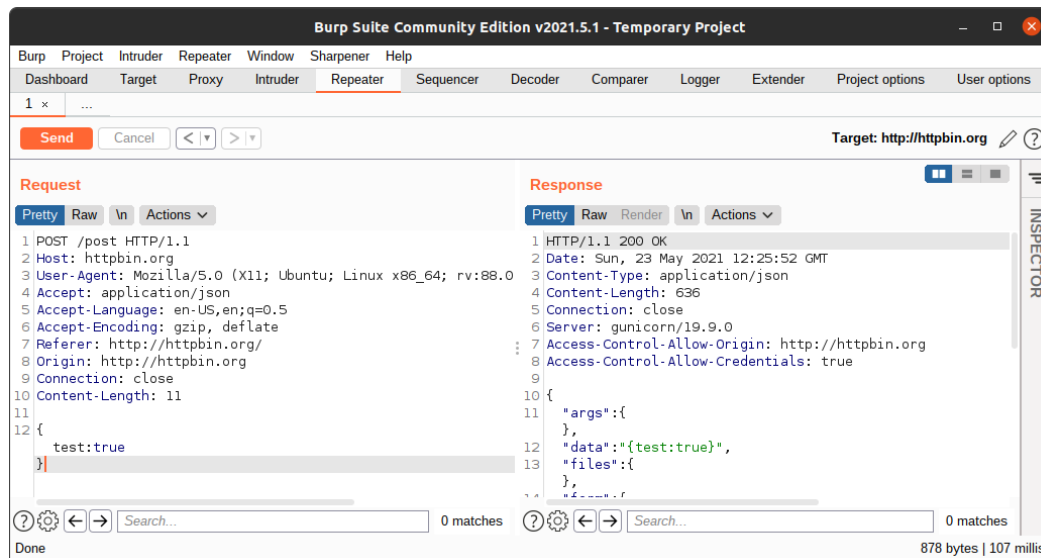 Burp Suite Community Edition v2021.5.1 - Temporary Project
Burp Project Intruder Repeater Window Sharpener Help
Dashboard Target Proxy Intruder Repeater Sequencer Decoder Comparer Logger Extender Project options User options
1 × ...
Send Cancel < > Target: http://httpbin.org ?
Request
Pretty Raw \n Actions
1 POST /post HTTP/1.1
2 Host: httpbin.org
3 User-Agent: Mozilla/5.0 (X11; Ubuntu; Linux x86_64; rv:88.0
4 Accept: application/json
5 Accept-Language: en-US,en;q=0.5
6 Accept-Encoding: gzip, deflate
7 Referer: http://httpbin.org/
8 Origin: http://httpbin.org
9 Connection: close
10 Content-Length: 11
11
12 {
test:true
}
? Search... 0 matches
Response
Pretty Raw Render \n Actions
1 HTTP/1.1 200 OK
2 Date: Sun, 23 May 2021 12:25:52 GMT
3 Content-Type: application/json
4 Content-Length: 636
5 Connection: close
6 Server: gunicorn/19.9.0
7 Access-Control-Allow-Origin: http://httpbin.org
8 Access-Control-Allow-Credentials: true
9
10 {
11 "args":{
},
12 "data":"{test:true}",
13 "files":{
},
? Search... 0 matches
INSPECTOR
Done 878 bytes | 107 millis